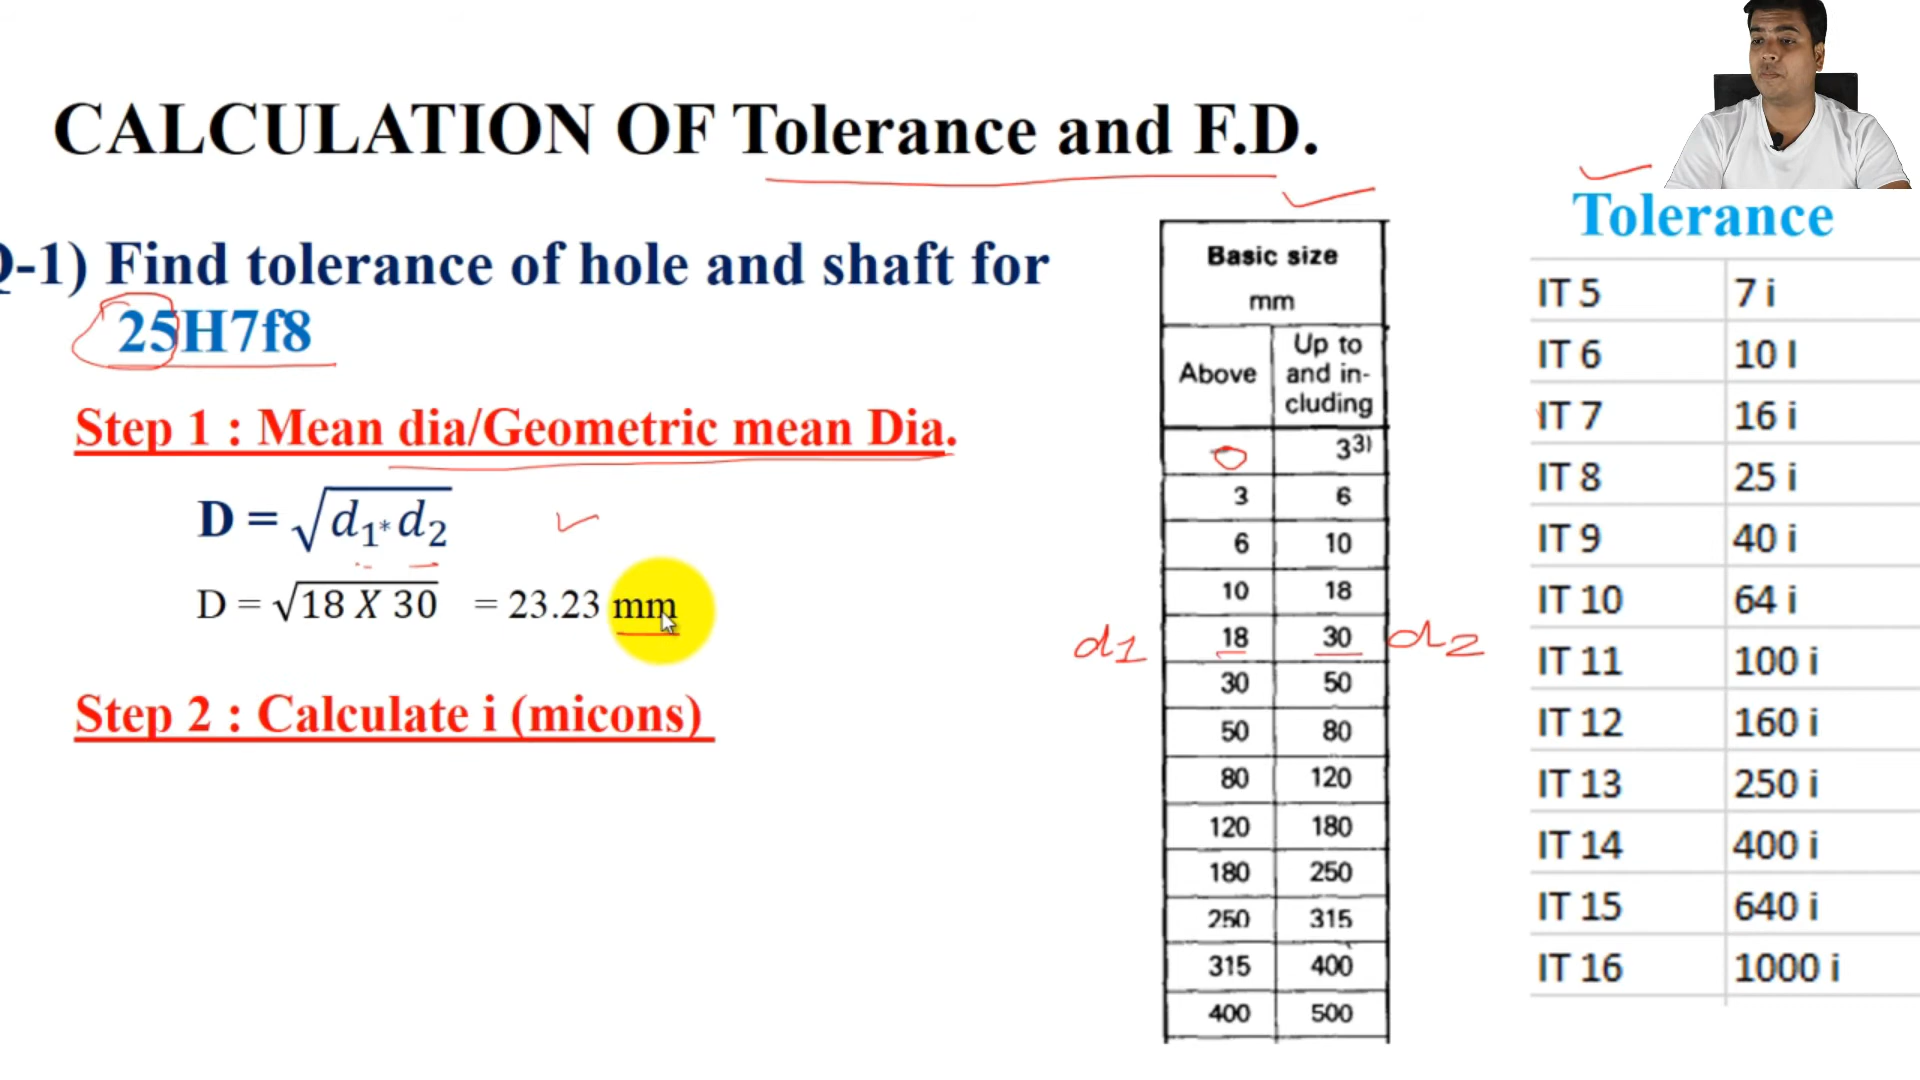 CALCULATION OF Tolerance and F.D.
Q-1) Find tolerance of hole and shaft for
25H7f8
Step 1 : Mean dia/Geometric mean Dia.
D = √d₁*d₂
D = √18 X 30 = 23.23 mm
Step 2 : Calculate i (micons)
Basic size
mm
Above
Up to
and in-
cluding
0 3³⁾
3 6
6 10
10 18
d1 18 30 d2
30 50
50 80
80 120
120 180
180 250
250 315
315 400
400 500
Tolerance
IT 5 7 i
IT 6 10 I
IT 7 16 i
IT 8 25 i
IT 9 40 i
IT 10 64 i
IT 11 100 i
IT 12 160 i
IT 13 250 i
IT 14 400 i
IT 15 640 i
IT 16 1000 i